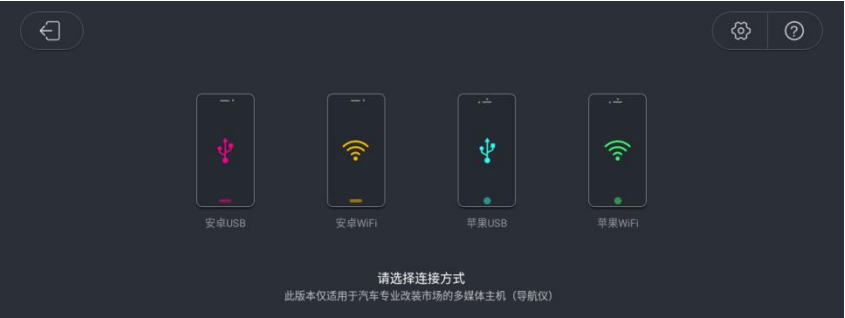 安卓USB 安卓WiFi 苹果USB 苹果WiFi
请选择连接方式
此版本仅适用于汽车专业改装市场的多媒体主机（导航仪）